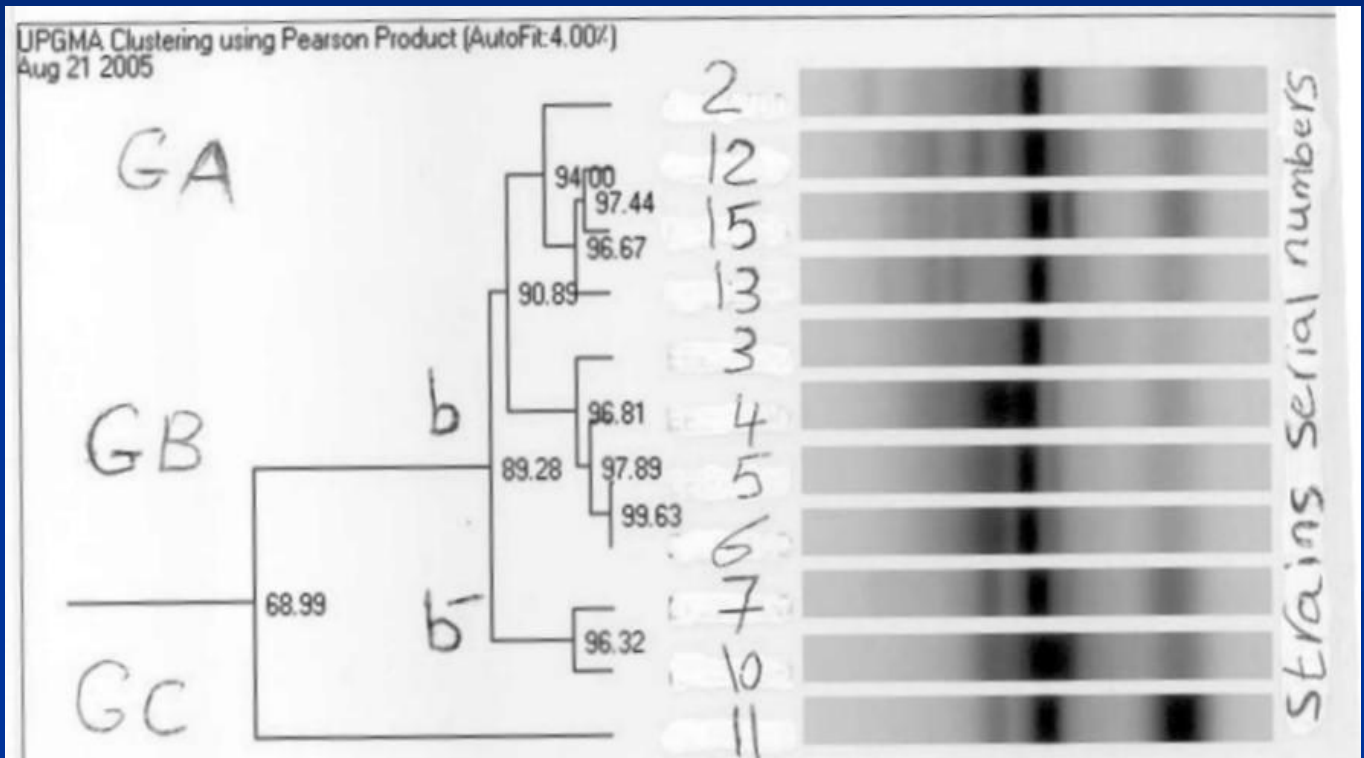 UPGMA Clustering using Pearson Product (AutoFit:4.00%)
Aug 21 2005
GA
2
94.00
12
97.44
15
96.67
90.89
13
3
b
96.81
4
GB
89.28
97.89
5
99.63
6
68.99
b-
7
96.32
10
GC
11
Strains Serial numbers